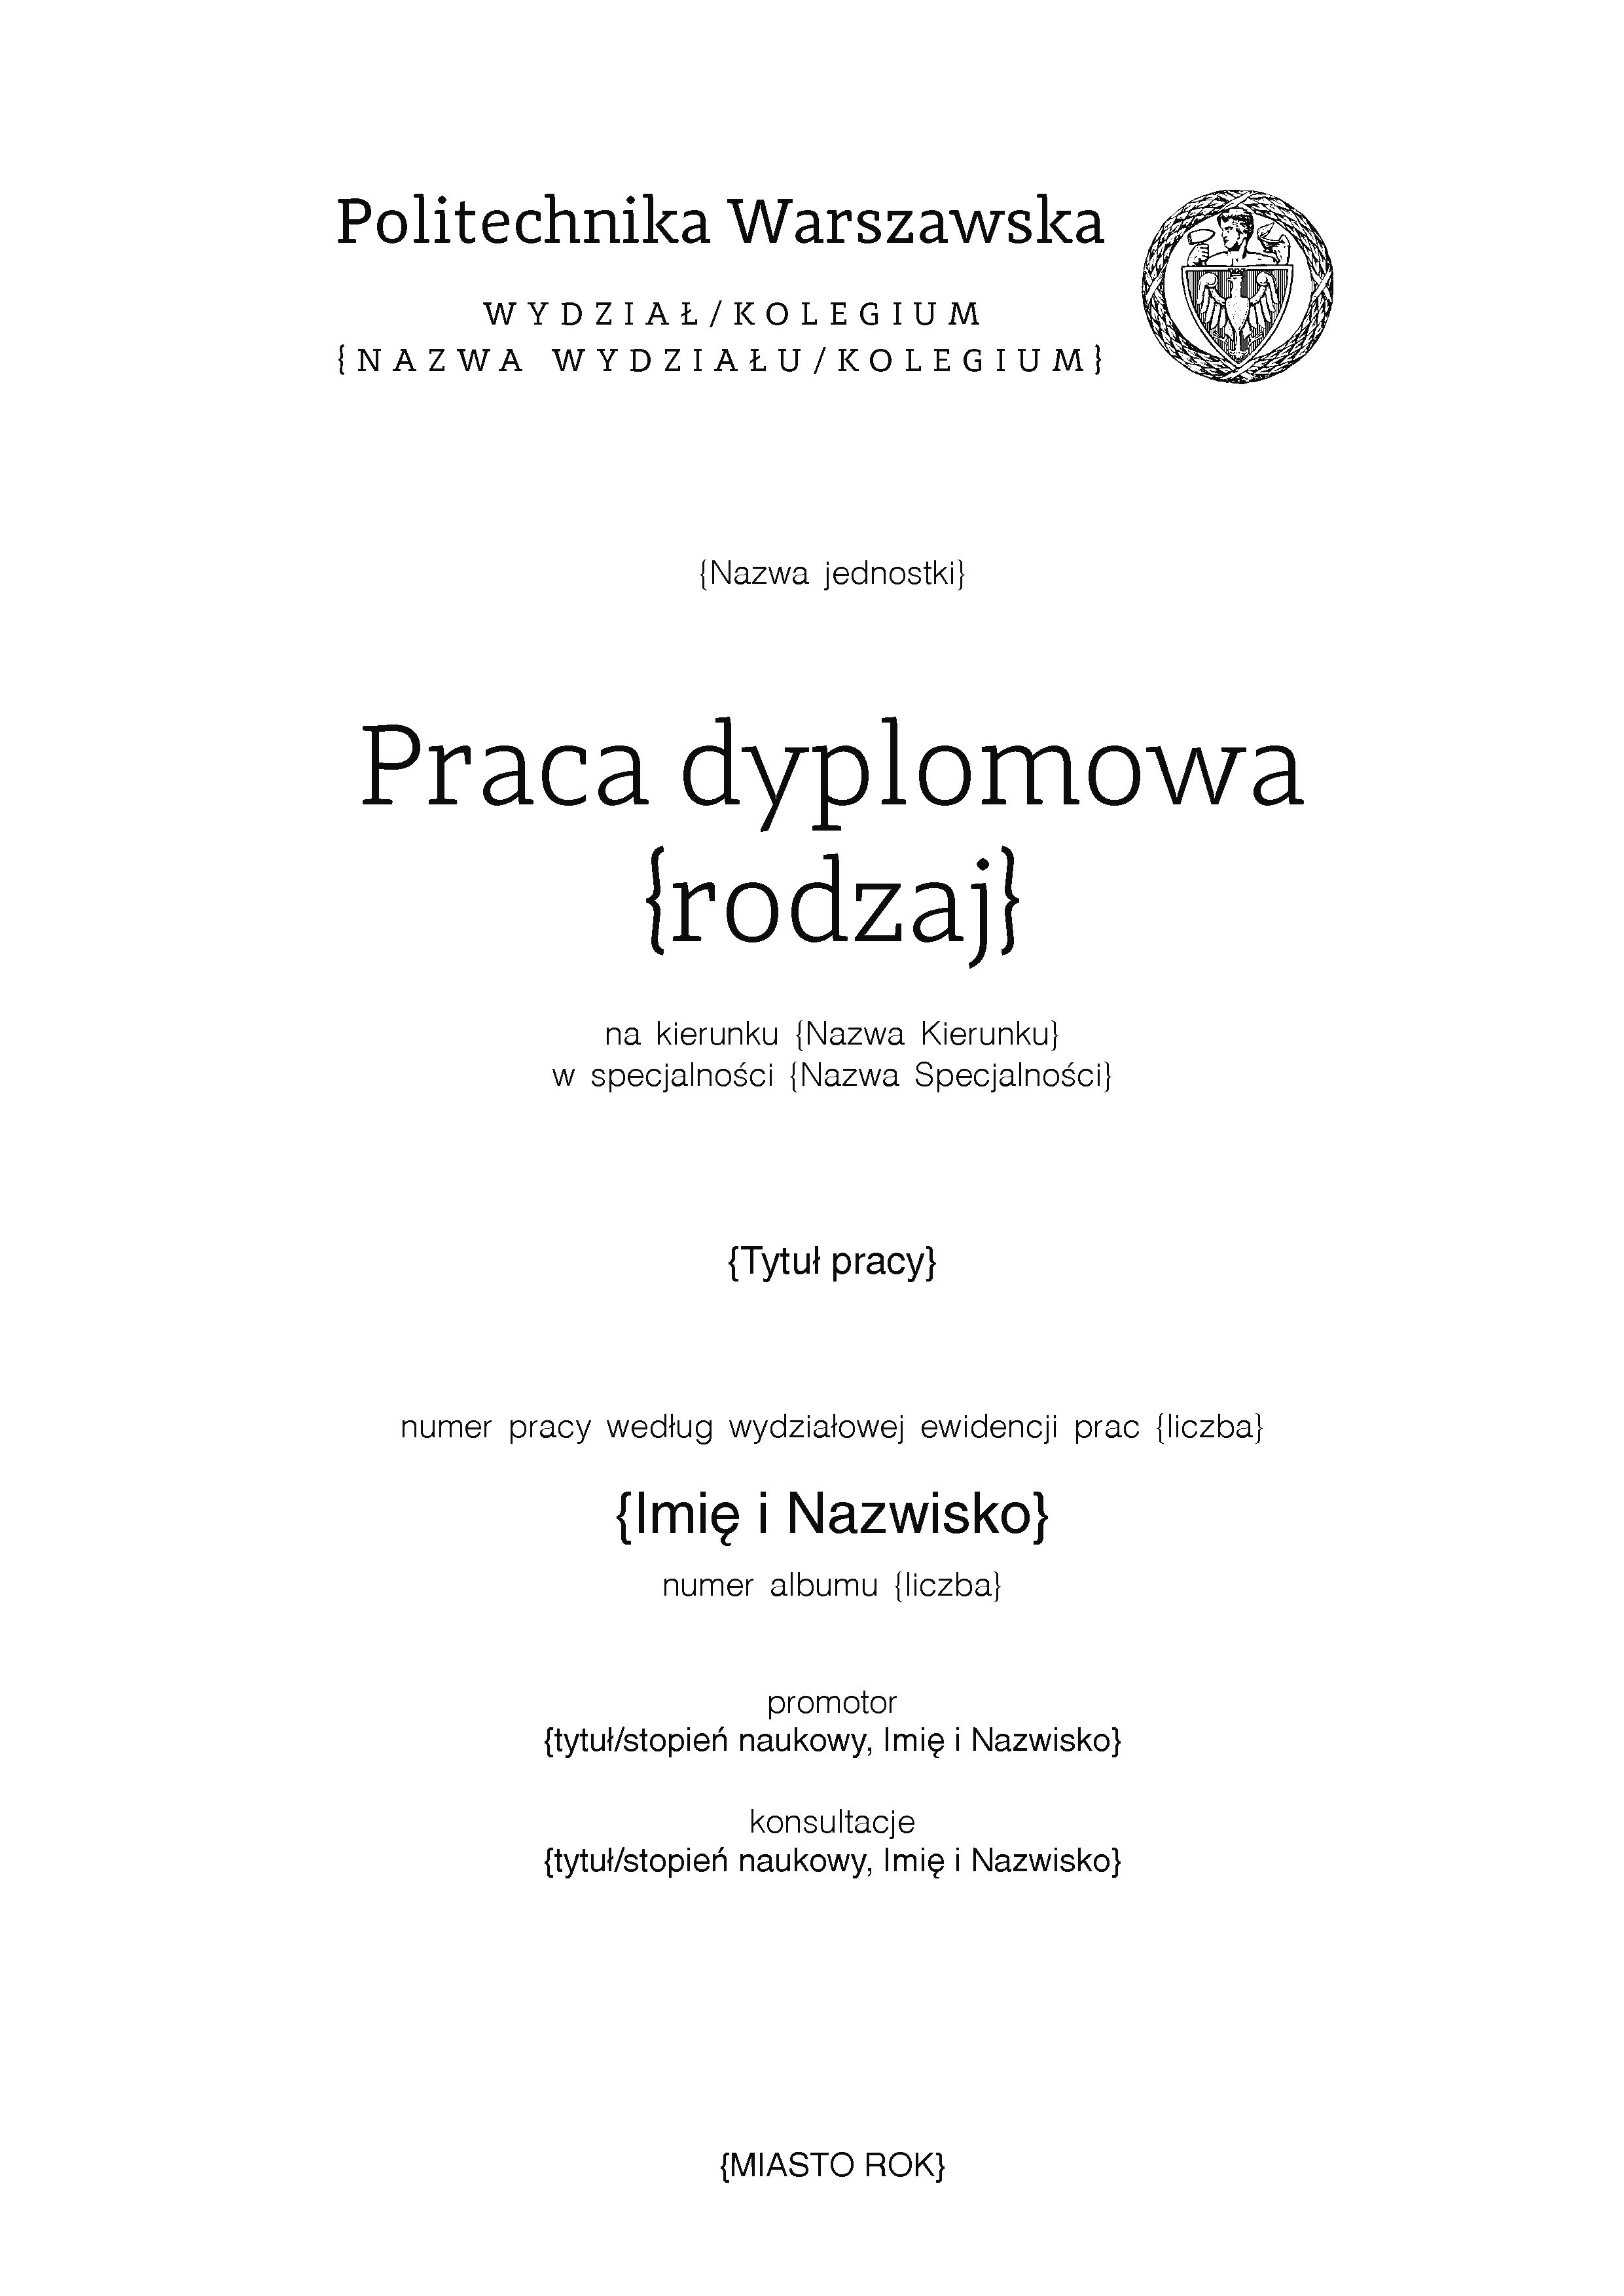 Politechnika Warszawska
WYDZIAŁ/KOLEGIUM
{NAZWA WYDZIAŁU/KOLEGIUM}
{Nazwa jednostki}
Praca dyplomowa
{rodzaj}
na kierunku {Nazwa Kierunku}
w specjalności {Nazwa Specjalności}
{Tytuł pracy}
numer pracy według wydziałowej ewidencji prac {liczba}
{Imię i Nazwisko}
numer albumu {liczba}
promotor
{tytuł/stopień naukowy, Imię i Nazwisko}
konsultacje
{tytuł/stopień naukowy, Imię i Nazwisko}
{MIASTO ROK}